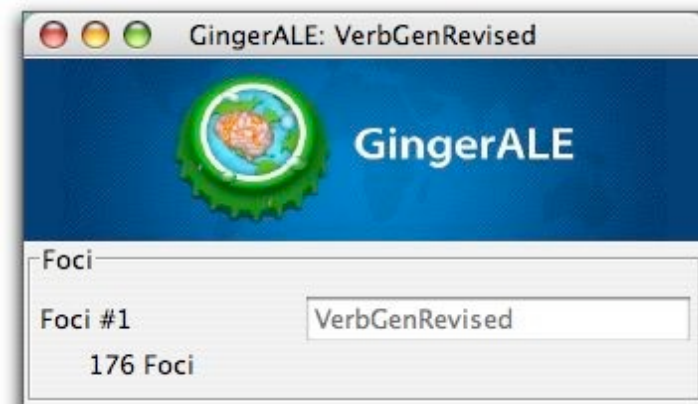 GingerALE: VerbGenRevised
GingerALE
Foci
Foci #1 VerbGenRevised
176 Foci